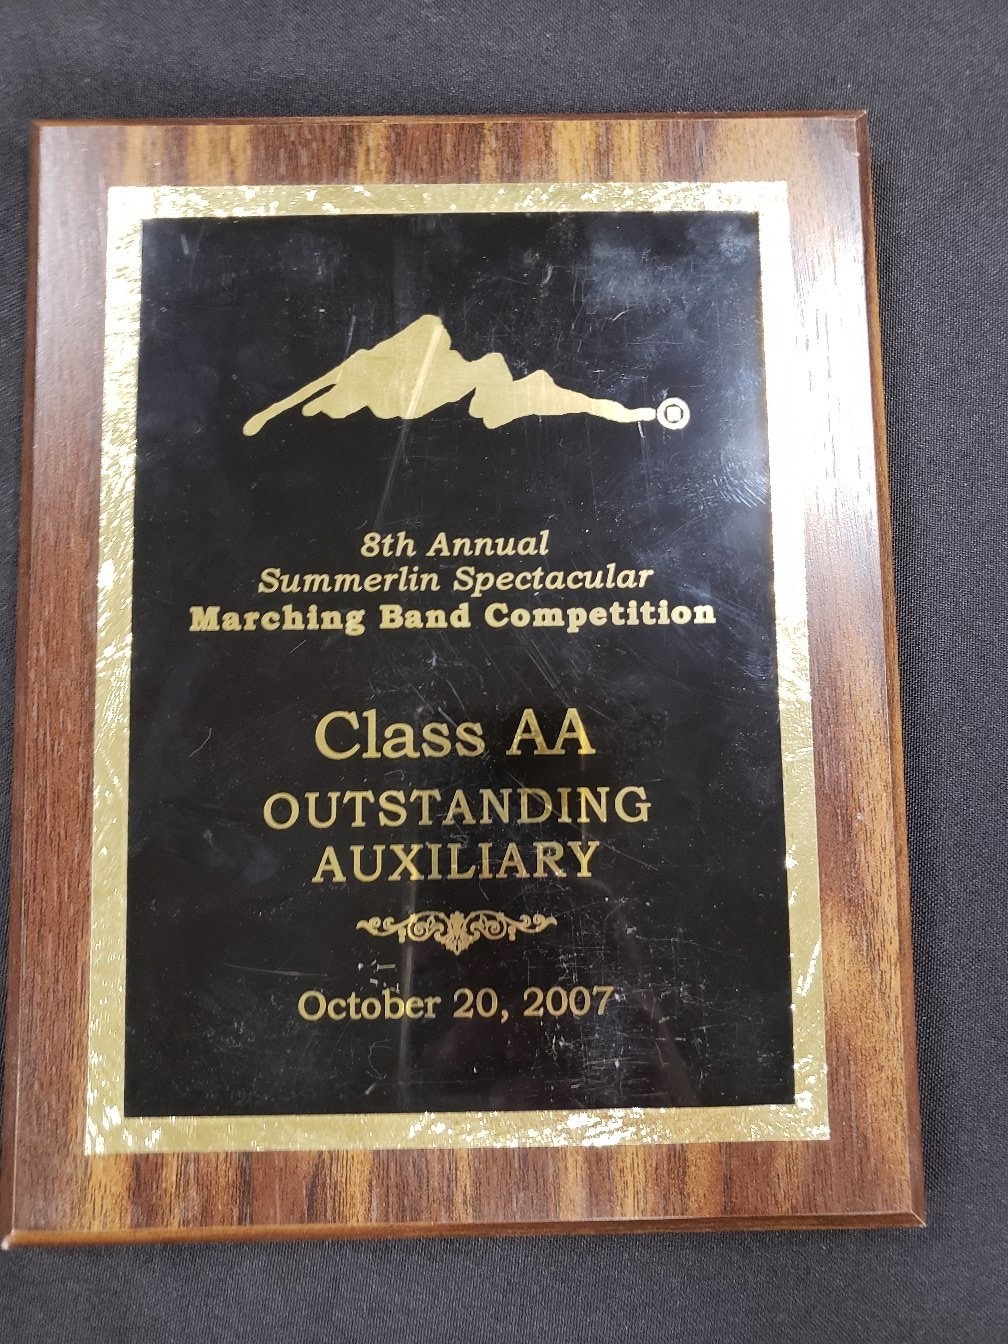 8th Annual
Summerlin Spectacular
Marching Band Competition
Class AA
OUTSTANDING
AUXILIARY
October 20, 2007